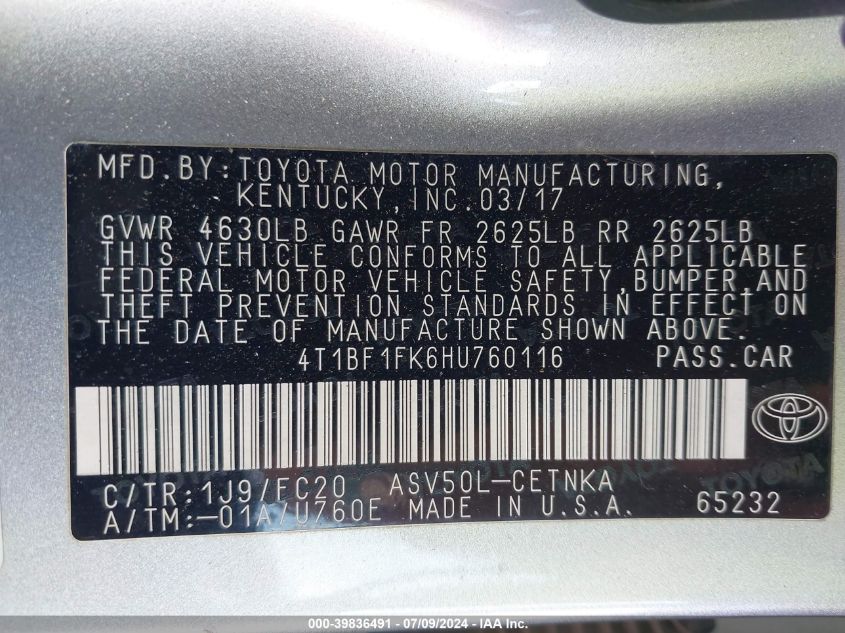 MFD.BY:TOYOTA MOTOR MANUFACTURING,
KENTUCKY,INC.03/17
GVWR 4630LB GAWR FR 2625LB RR 2625LB
THIS VEHICLE CONFORMS TO ALL APPLICABLE
FEDERAL MOTOR VEHICLE SAFETY,BUMPER,AND
THEFT PREVENTION STANDARDS IN EFFECT ON
THE DATE OF MANUFACTURE SHOWN ABOVE.
4T1BF1FK6HU760116 PASS.CAR
C/TR:1J9/FC20 ASV50L-CETNKA
A/TM:-01A/U760E MADE IN U.S.A. 65232
TOYOTA
000-39836491 - 07/09/2024 - IAA Inc.